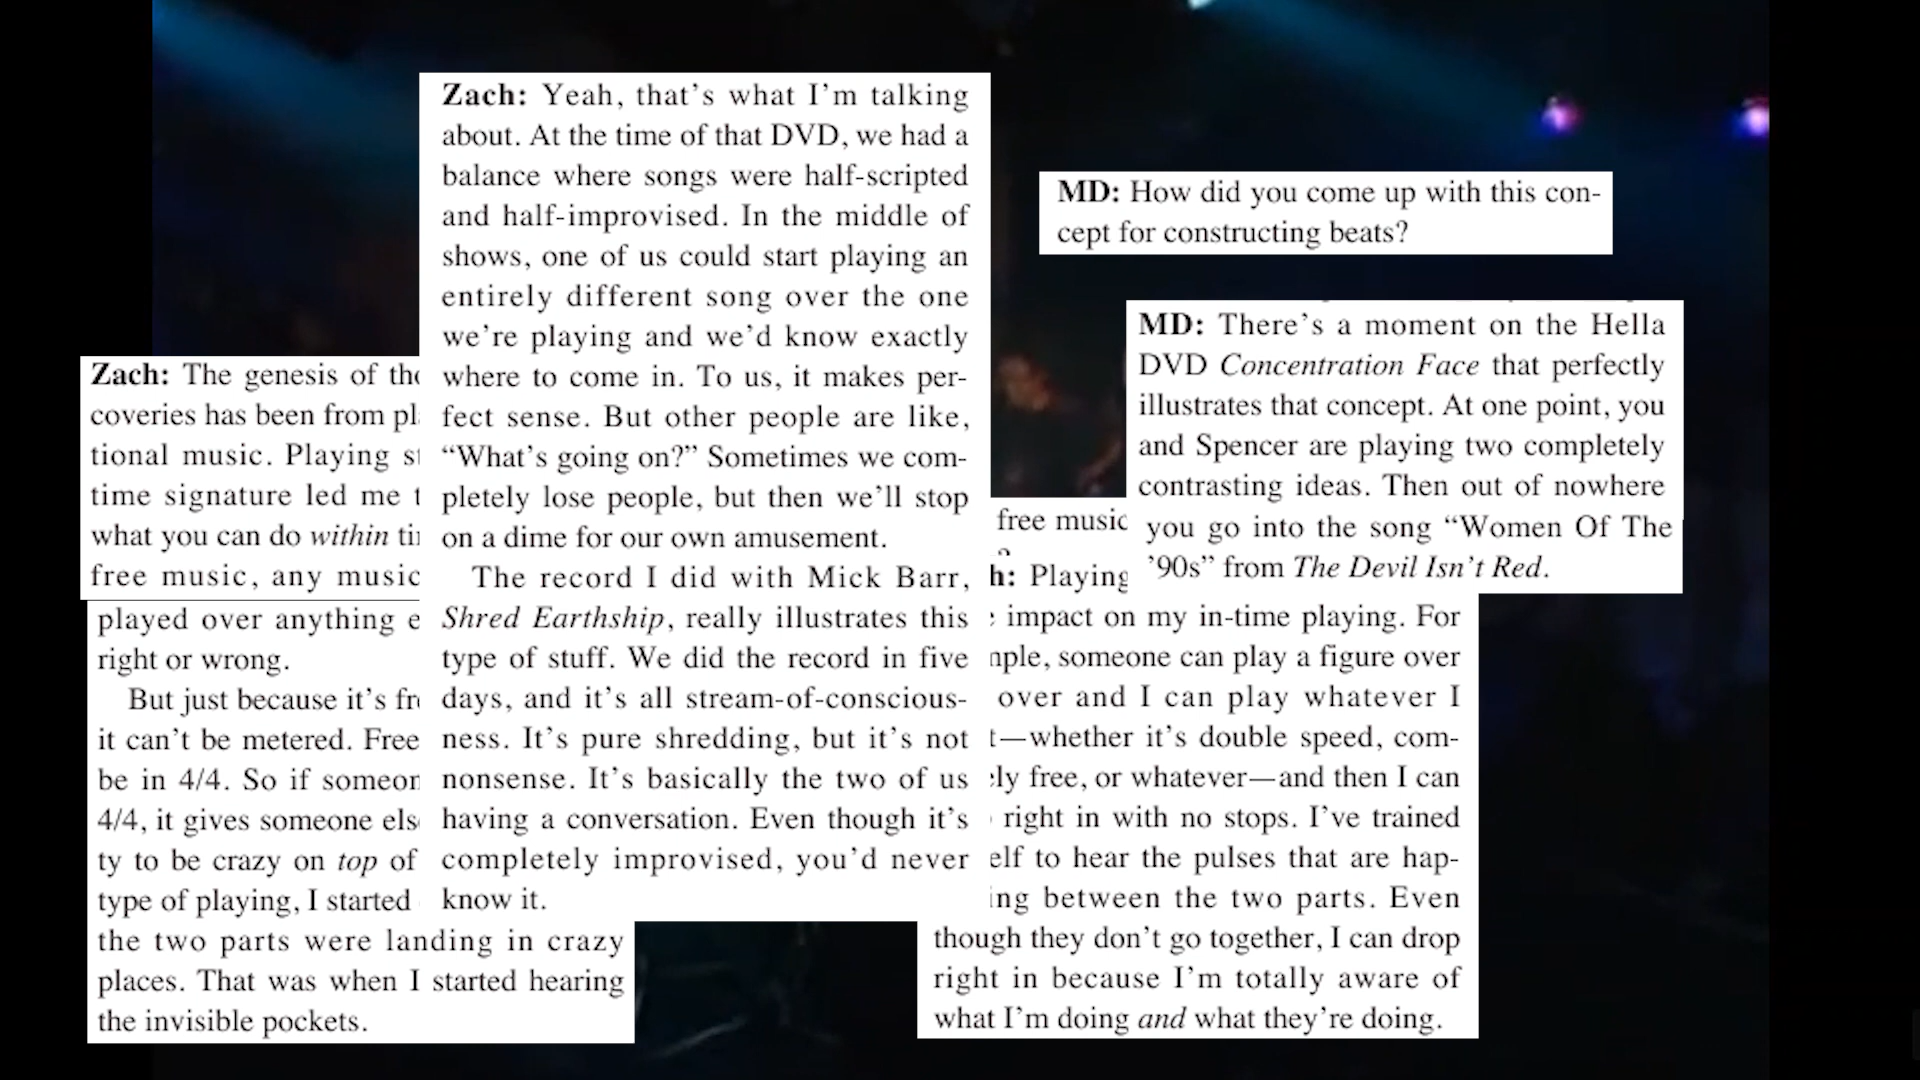 Zach: Yeah, that's what I'm talking
about. At the time of that DVD, we had a
balance where songs were half-scripted
and half-improvised. In the middle of
shows, one of us could start playing an
entirely different song over the one
we're playing and we'd know exactly
where to come in. To us, it makes per-
fect sense. But other people are like,
“What's going on?” Sometimes we com-
pletely lose people, but then we'll stop
on a dime for our own amusement.
The record I did with Mick Barr,
Shred Earthship, really illustrates this
type of stuff. We did the record in five
days, and it's all stream-of-conscious-
ness. It's pure shredding, but it's not
nonsense. It's basically the two of us
having a conversation. Even though it's
completely improvised, you'd never
know it.
MD: How did you come up with this con-
cept for constructing beats?
Zach: The genesis of
coveries has been from
tional music. Playing
time signature led me
what you can do within
free music, any music
played over anything
right or wrong.
But just because it's
it can't be metered. Free
be in 4/4. So if
4/4, it gives someone
ty to be crazy on top of
type of playing, I started
the two parts were landing in crazy
places. That was when I started hearing
the invisible pockets.
MD: There's a moment on the Hella
DVD Concentration Face that perfectly
illustrates that concept. At one point, you
and Spencer are playing two completely
contrasting ideas. Then out of nowhere
you go into the song “Women Of The
'90s” from The Devil Isn't Red.
free music
h: Playing
impact on my in-time playing. For
someone can play a figure over
over and I can play whatever I
—whether it's double speed, com-
free, or whatever—and then I can
right in with no stops. I've trained
elf to hear the pulses that are hap-
ing between the two parts. Even
though they don't go together, I can drop
right in because I'm totally aware of
what I'm doing and what they're doing.